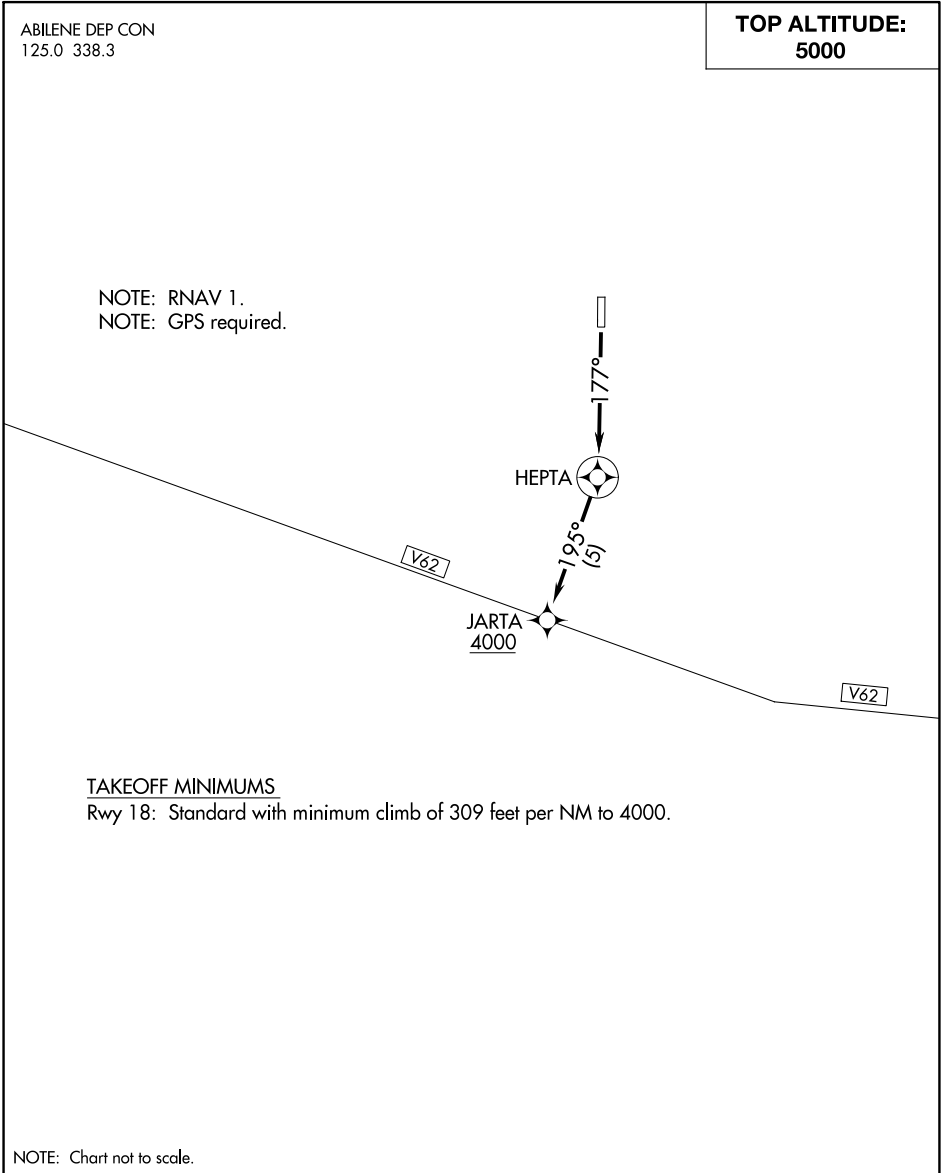 ABILENE DEP CON
125.0 338.3
TOP ALTITUDE:
5000
NOTE: RNAV 1.
NOTE: GPS required.
177°
HEPTA
195°
(5)
V62
JARTA
4000
V62
TAKEOFF MINIMUMS
Rwy 18: Standard with minimum climb of 309 feet per NM to 4000.
NOTE: Chart not to scale.